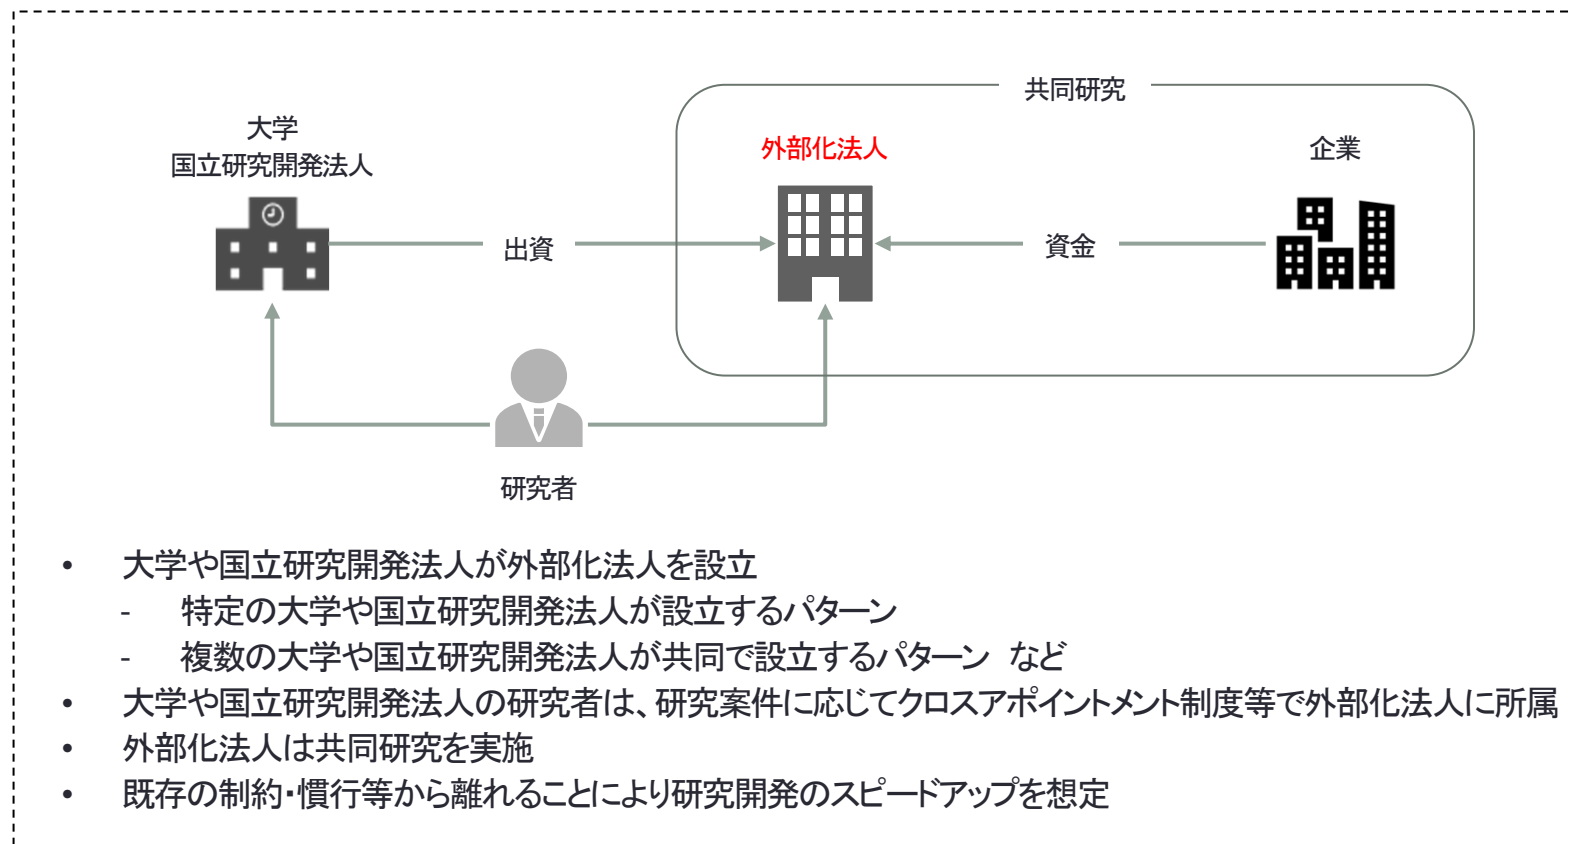 共同研究
大学
国立研究開発法人
外部化法人
企業
出資
資金
研究者
• 大学や国立研究開発法人が外部化法人を設立
- 特定の大学や国立研究開発法人が設立するパターン
- 複数の大学や国立研究開発法人が共同で設立するパターン など
• 大学や国立研究開発法人の研究者は、研究案件に応じてクロスアポイントメント制度等で外部化法人に所属
• 外部化法人は共同研究を実施
• 既存の制約・慣行等から離れることにより研究開発のスピードアップを想定